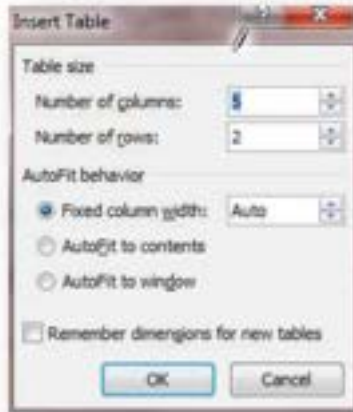 Insert Table
Table size
Number of columns: 5
Number of rows: 2
AutoFit behavior
Fixed column width: Auto
AutoFit to contents
AutoFit to window
Remember dimensions for new tables
OK Cancel